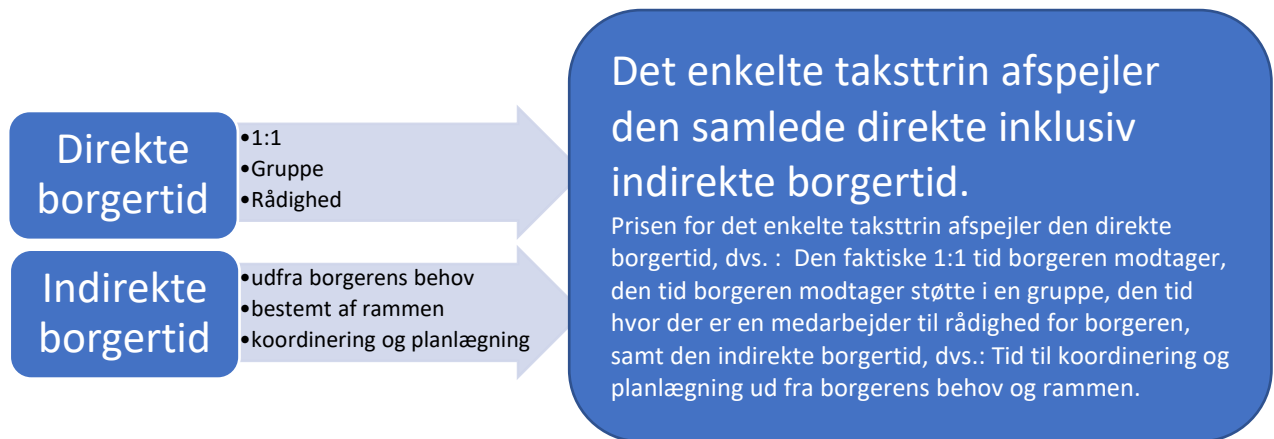 Direkte
borgertid
•1:1
•Gruppe
•Rådighed
Indirekte
borgertid
•udfra borgerens behov
•bestemt af rammen
•koordinering og planlægning
Det enkelte taksttrin afspejler
den samlede direkte inklusiv
indirekte borgertid.
Prisen for det enkelte taksttrin afspejler den direkte
borgertid, dvs. :  Den faktiske 1:1 tid borgeren modtager,
den tid borgeren modtager støtte i en gruppe, den tid
hvor der er en medarbejder til rådighed for borgeren,
samt den indirekte borgertid, dvs.: Tid til koordinering og
planlægning ud fra borgerens behov og rammen.